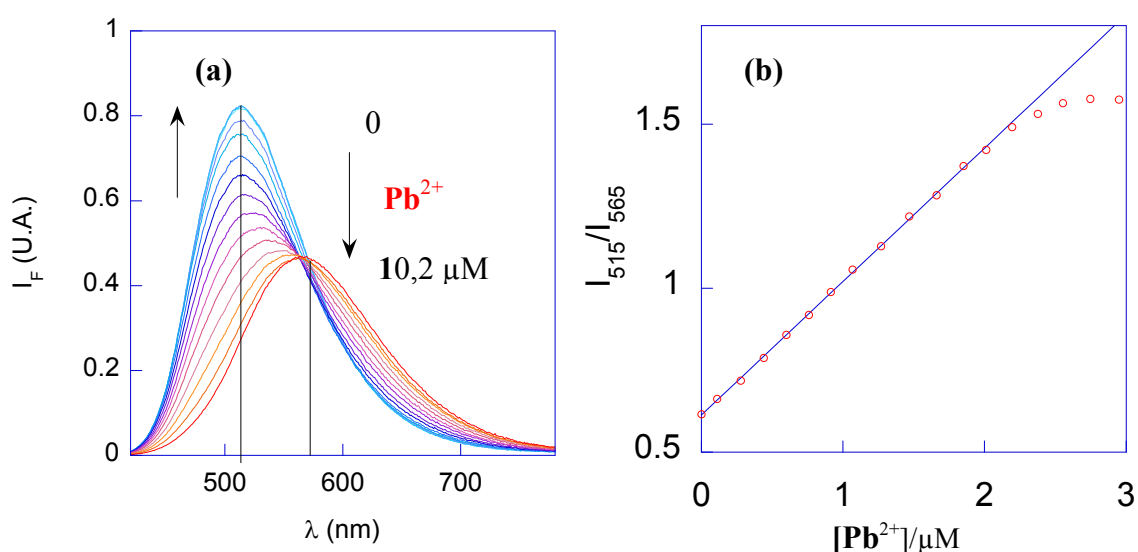 (a)
1
0.8
0.6
0.4
0.2
0
I_F (U.A.)
0
Pb²⁺
10,2 µM
500
600
700
λ (nm)
(b)
1.5
1
0.5
I₅₁₅/I₅₆₅
0
1
2
3
[Pb²⁺]/µM